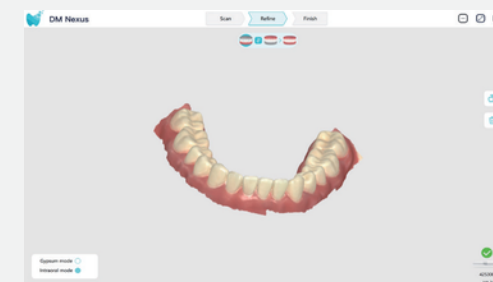 DM Nexus
Scan
Refine
Finish
Gypsum mode
Intraoral mode